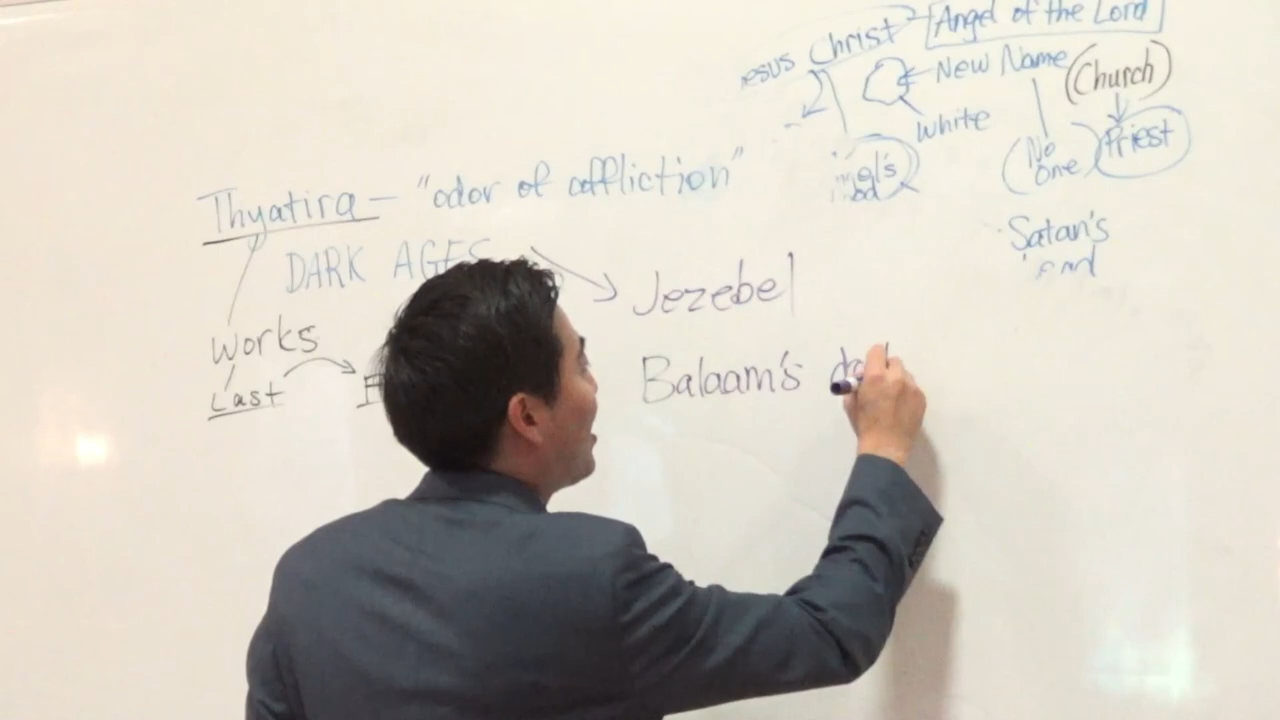 Jesus Christ Angel of the Lord
New Name (Church)
White
(No one) Priest
Satan's
Thyatira - "odor of affliction"
DARK AGES
Jezebel
Works
Last
Balaam's